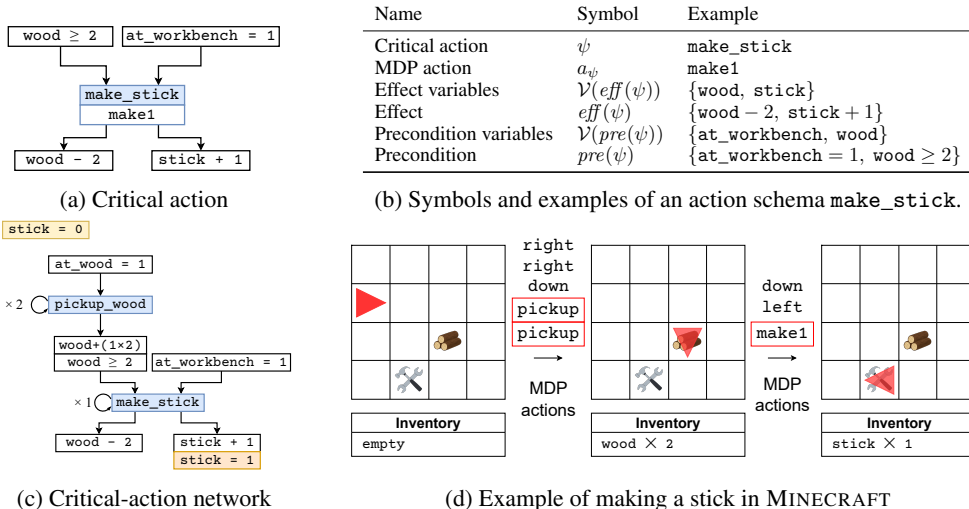 wood ≥ 2
at_workbench = 1
make_stick
make1
wood − 2
stick + 1
(a) Critical action
Name Symbol Example
Critical action ψ make_stick
MDP action aψ make1
Effect variables V(eff(ψ)) {wood, stick}
Effect eff(ψ) {wood − 2, stick + 1}
Precondition variables V(pre(ψ)) {at_workbench, wood}
Precondition pre(ψ) {at_workbench = 1, wood ≥ 2}
(b) Symbols and examples of an action schema make_stick.
stick = 0
at_wood = 1
× 2
pickup_wood
wood+(1×2)
wood ≥ 2
at_workbench = 1
× 1
make_stick
wood − 2
stick + 1
stick = 1
(c) Critical-action network
right
right
down
pickup
pickup
MDP
actions
down
left
make1
MDP
actions
Inventory
empty
Inventory
wood × 2
Inventory
stick × 1
(d) Example of making a stick in MINECRAFT